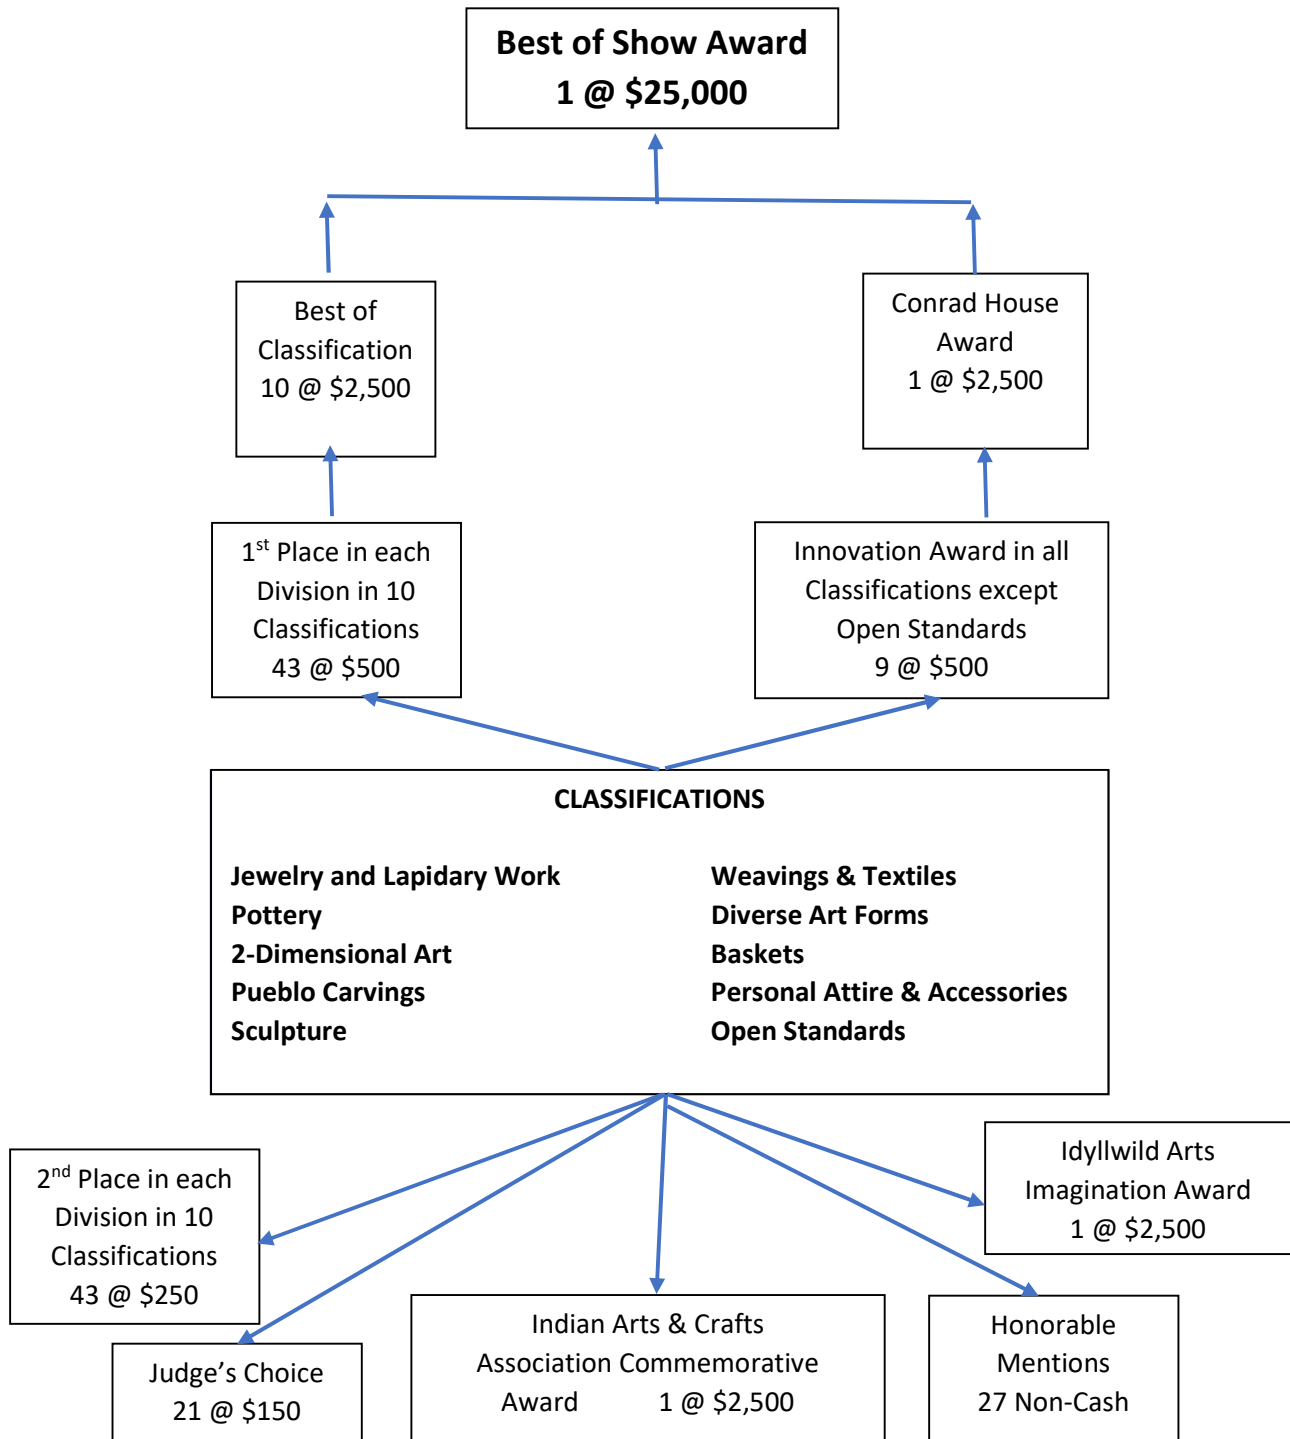 Best of Show Award
1 @ $25,000
Best of
Classification
10 @ $2,500
Conrad House
Award
1 @ $2,500
1st Place in each
Division in 10
Classifications
43 @ $500
Innovation Award in all
Classifications except
Open Standards
9 @ $500
CLASSIFICATIONS
Jewelry and Lapidary Work
Pottery
2-Dimensional Art
Pueblo Carvings
Sculpture
Weavings & Textiles
Diverse Art Forms
Baskets
Personal Attire & Accessories
Open Standards
2nd Place in each
Division in 10
Classifications
43 @ $250
Idyllwild Arts
Imagination Award
1 @ $2,500
Judge’s Choice
21 @ $150
Indian Arts & Crafts
Association Commemorative
Award 1 @ $2,500
Honorable
Mentions
27 Non-Cash